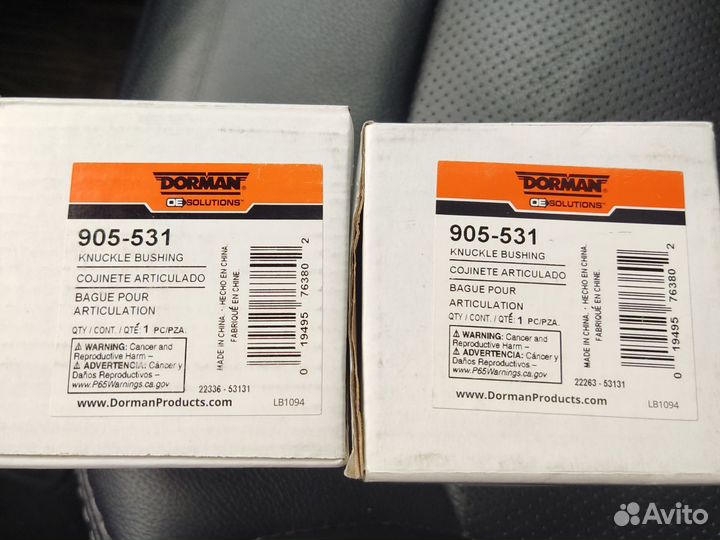 DORMAN
OE SOLUTIONS™
905-531
KNUCKLE BUSHING
COJINETE ARTICULADO
BAGUE POUR
ARTICULATION
QTY / CONT. / QTÉ: 1 PC/PZA.
⚠ WARNING: Cancer and
Reproductive Harm –
⚠ ADVERTENCIA: Cáncer y
Daños Reproductivos –
www.P65Warnings.ca.gov
MADE IN CHINA. · HECHO EN CHINA.
FABRIQUÉ EN CHINE.
0 19495 76380 2
22336 - 53131
www.DormanProducts.com
LB1094
DORMAN®
OE SOLUTIONS™
905-531
KNUCKLE BUSHING
COJINETE ARTICULADO
BAGUE POUR
ARTICULATION
QTY / CONT. / QTÉ: 1 PC/PZA.
⚠ WARNING: Cancer and
Reproductive Harm –
⚠ ADVERTENCIA: Cáncer y
Daños Reproductivos –
www.P65Warnings.ca.gov
MADE IN CHINA. · HECHO EN CHINA.
FABRIQUÉ EN CHINE.
0 19495 76380 2
22263 - 53131
www.DormanProducts.com
LB1094
Avito